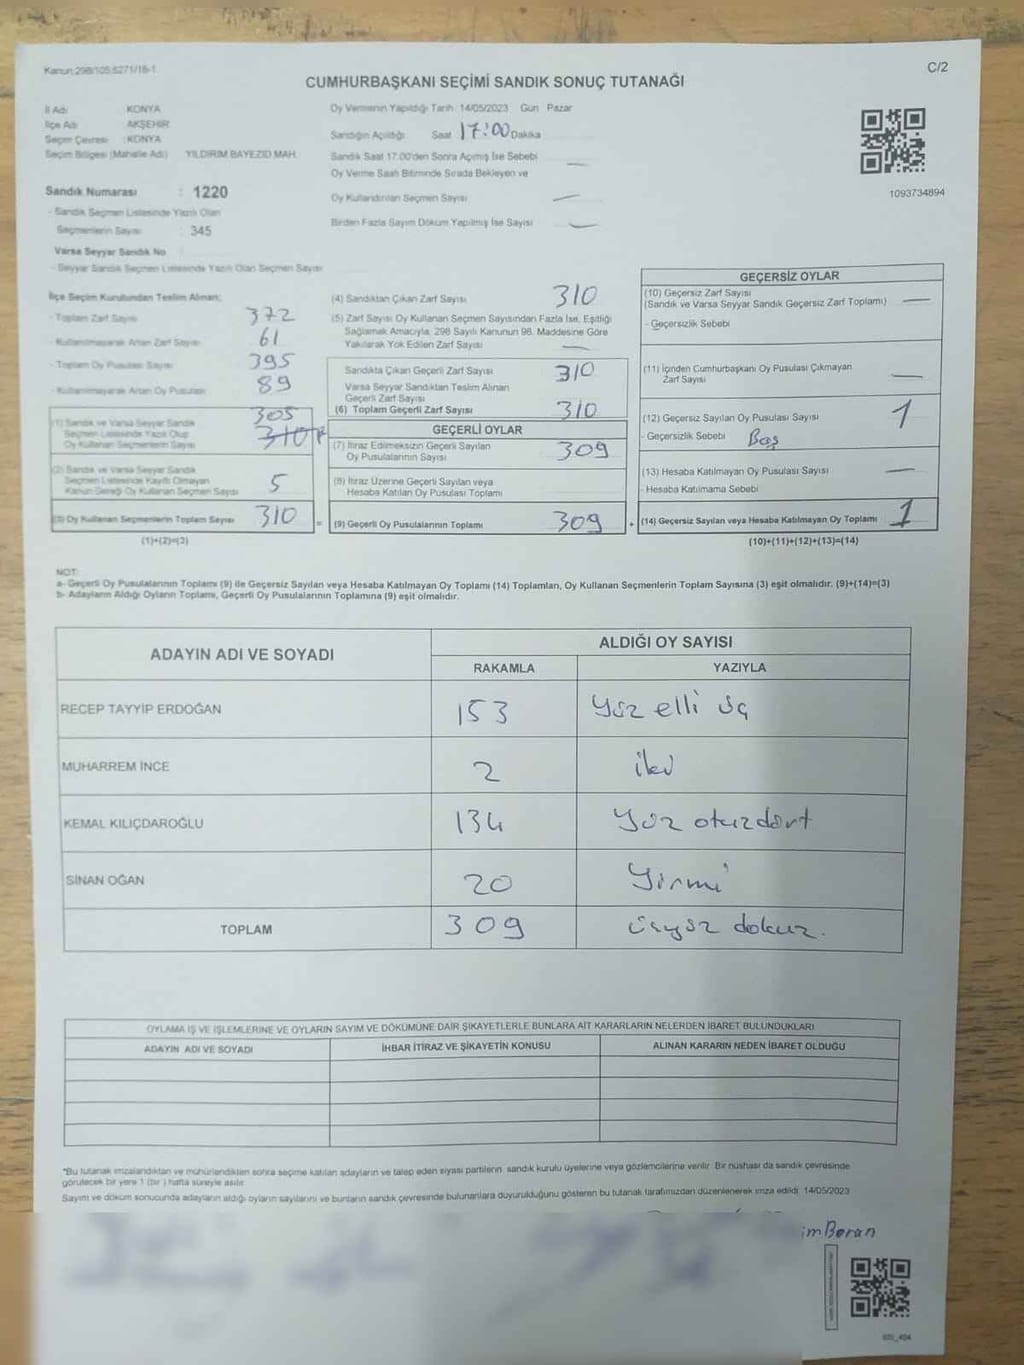 Kanun:298/105,6271/16-1
C/2
CUMHURBAŞKANI SEÇİMİ SANDIK SONUÇ TUTANAĞI
İl Adı : KONYA
İlçe Adı : AKŞEHİR
Seçim Çevresi : KONYA
Seçim Bölgesi (Mahalle Adı) YILDIRIM BAYEZİD MAH.
Sandık Numarası : 1220
- Sandık Seçmen Listesinde Yazılı Olan
Seçmenlerin Sayısı : 345
Varsa Seyyar Sandık No
- Seyyar Sandık Seçmen Listesinde Yazılı Olan Seçmen Sayısı
Oy Vermenin Yapıldığı Tarih: 14/05/2023 Gün Pazar
Sandığın Açıldığı Saat 17:00 Dakika
Sandık Saat 17.00'den Sonra Açılmış İse Sebebi —
Oy Verme Saati Bitiminde Sırada Bekleyen ve
Oy Kullandırılan Seçmen Sayısı —
Birden Fazla Sayım Döküm Yapılmış İse Sayısı —
1093734894
İlçe Seçim Kurulundan Teslim Alınan;
- Toplam Zarf Sayısı 372
- Kullanılmayarak Artan Zarf Sayısı 61
- Toplam Oy Pusulası Sayısı 395
- Kullanılmayarak Artan Oy Pusulası 89
305
(1) Sandık ve Varsa Seyyar Sandık
Seçmen Listesinde Yazılı Olup
Oy Kullanan Seçmenlerin Sayısı 310
(2) Sandık ve Varsa Seyyar Sandık
Seçmen Listesinde Kayıtlı Olmayan
Kanun Gereği Oy Kullanan Seçmen Sayısı 5
(3) Oy Kullanan Seçmenlerin Toplam Sayısı 310
(1)+(2)=(3)
(4) Sandıktan Çıkan Zarf Sayısı 310
(5) Zarf Sayısı Oy Kullanan Seçmen Sayısından Fazla İse, Eşitliği
Sağlamak Amacıyla, 298 Sayılı Kanunun 98. Maddesine Göre
Yakılarak Yok Edilen Zarf Sayısı —
Sandıkta Çıkan Geçerli Zarf Sayısı 310
Varsa Seyyar Sandıktan Teslim Alınan
Geçerli Zarf Sayısı
(6) Toplam Geçerli Zarf Sayısı 310
GEÇERLİ OYLAR
(7) İtiraz Edilmeksizin Geçerli Sayılan
Oy Pusulalarının Sayısı 309
(8) İtiraz Üzerine Geçerli Sayılan veya
Hesaba Katılan Oy Pusulası Toplamı
= (9) Geçerli Oy Pusulalarının Toplamı 309 +
GEÇERSİZ OYLAR
(10) Geçersiz Zarf Sayısı
(Sandık ve Varsa Seyyar Sandık Geçersiz Zarf Toplamı) —
- Geçersizlik Sebebi
(11) İçinden Cumhurbaşkanı Oy Pusulası Çıkmayan
Zarf Sayısı —
(12) Geçersiz Sayılan Oy Pusulası Sayısı 1
- Geçersizlik Sebebi Boş
(13) Hesaba Katılmayan Oy Pusulası Sayısı —
- Hesaba Katılmama Sebebi
(14) Geçersiz Sayılan veya Hesaba Katılmayan Oy Toplamı 1
(10)+(11)+(12)+(13)=(14)
NOT:
a- Geçerli Oy Pusulalarının Toplamı (9) ile Geçersiz Sayılan veya Hesaba Katılmayan Oy Toplamı (14) Toplamları, Oy Kullanan Seçmenlerin Toplam Sayısına (3) eşit olmalıdır. (9)+(14)=(3)
b- Adayların Aldığı Oyların Toplamı, Geçerli Oy Pusulalarının Toplamına (9) eşit olmalıdır.
ADAYIN ADI VE SOYADI
ALDIĞI OY SAYISI
RAKAMLA YAZIYLA
RECEP TAYYİP ERDOĞAN 153 Yüz elli üç
MUHARREM İNCE 2 iki
KEMAL KILIÇDAROĞLU 134 Yüz otuzdört
SİNAN OĞAN 20 Yirmi
TOPLAM 309 üçyüz dokuz.
OYLAMA İŞ VE İŞLEMLERİNE VE OYLARIN SAYIM VE DÖKÜMÜNE DAİR ŞİKAYETLERLE BUNLARA AİT KARARLARIN NELERDEN İBARET BULUNDUKLARI
ADAYIN ADI VE SOYADI İHBAR İTİRAZ VE ŞİKAYETİN KONUSU ALINAN KARARIN NEDEN İBARET OLDUĞU
*Bu tutanak imzalandıktan ve mühürlendikten sonra seçime katılan adayların ve talep eden siyasi partilerin sandık kurulu üyelerine veya gözlemcilerine verilir. Bir nüshası da sandık çevresinde
görülecek bir yere 1 (bir) hafta süreyle asılır.
Sayım ve döküm sonucunda adayların aldığı oyların sayılarını ve bunların sandık çevresinde bulunanlara duyurulduğunu gösteren bu tutanak tarafımızdan düzenlenerek imza edildi. 14/05/2023
im Boran